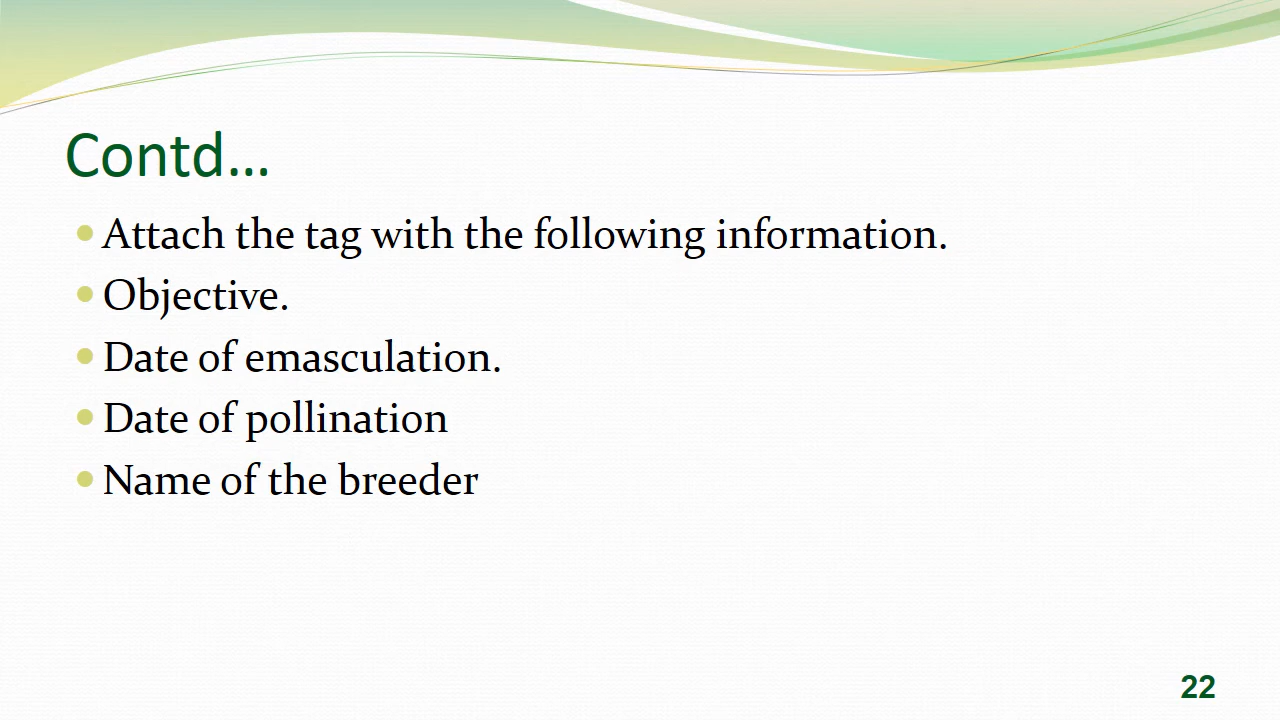 Contd...
Attach the tag with the following information.
Objective.
Date of emasculation.
Date of pollination
Name of the breeder
22